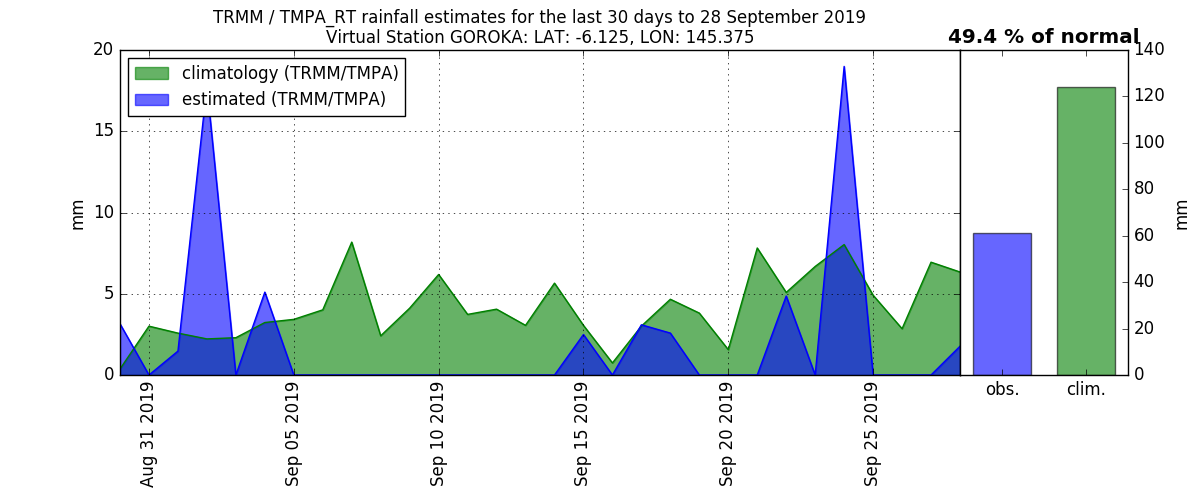 TRMM / TMPA_RT rainfall estimates for the last 30 days to 28 September 2019
Virtual Station GOROKA: LAT: -6.125, LON: 145.375
49.4 % of normal
climatology (TRMM/TMPA)
estimated (TRMM/TMPA)
20
15
10
5
0
mm
Aug 31 2019
Sep 05 2019
Sep 10 2019
Sep 15 2019
Sep 20 2019
Sep 25 2019
140
120
100
80
60
40
20
0
mm
obs.
clim.